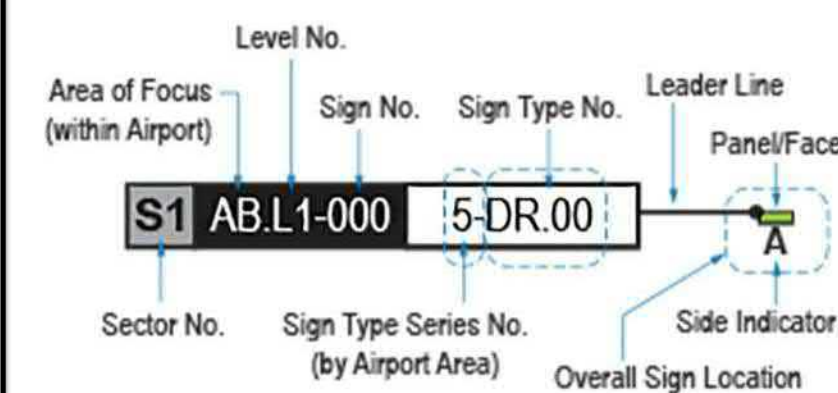 Level No.
Area of Focus
(within Airport)
Sign No.
Sign Type No.
Leader Line
Panel/Face
S1 AB.L1-000 5-DR.00
A
Sector No.
Sign Type Series No.
(by Airport Area)
Side Indicator
Overall Sign Location